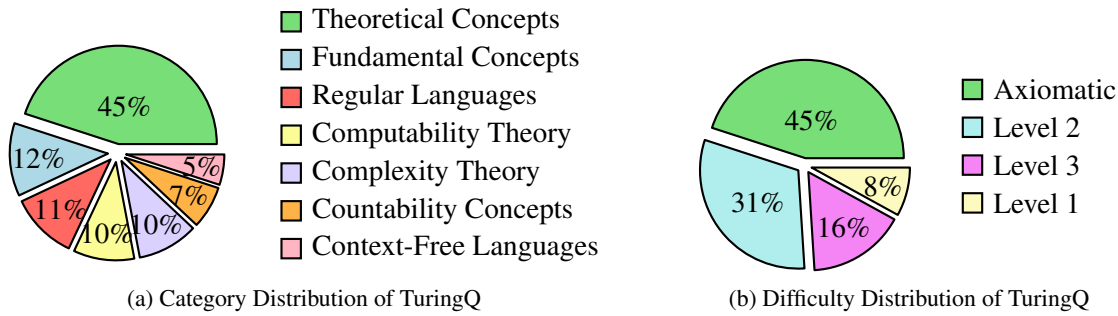 45%
12%
11%
10%
10%
7%
5%
Theoretical Concepts
Fundamental Concepts
Regular Languages
Computability Theory
Complexity Theory
Countability Concepts
Context-Free Languages
(a) Category Distribution of TuringQ
45%
31%
16%
8%
Axiomatic
Level 2
Level 3
Level 1
(b) Difficulty Distribution of TuringQ